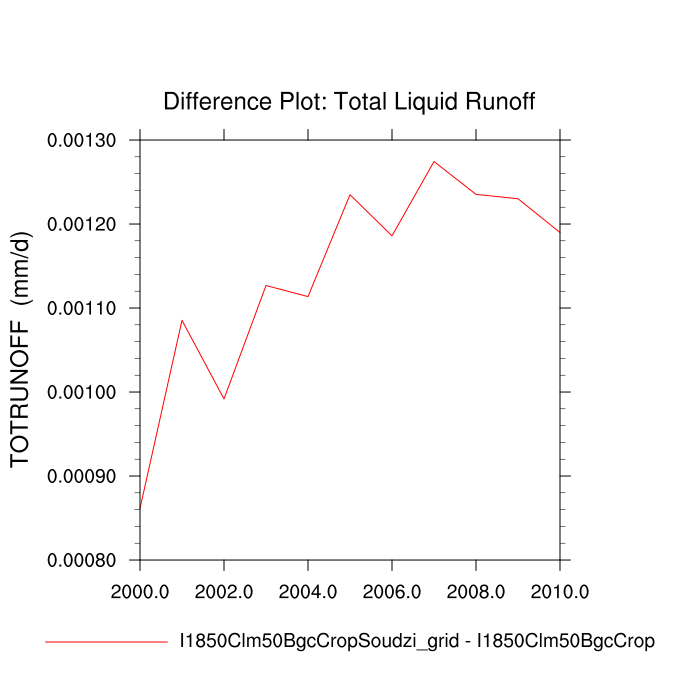 Difference Plot: Total Liquid Runoff
TOTRUNOFF (mm/d)
0.00130
0.00120
0.00110
0.00100
0.00090
0.00080
2000.0 2002.0 2004.0 2006.0 2008.0 2010.0
I1850Clm50BgcCropSoudzi_grid - I1850Clm50BgcCrop